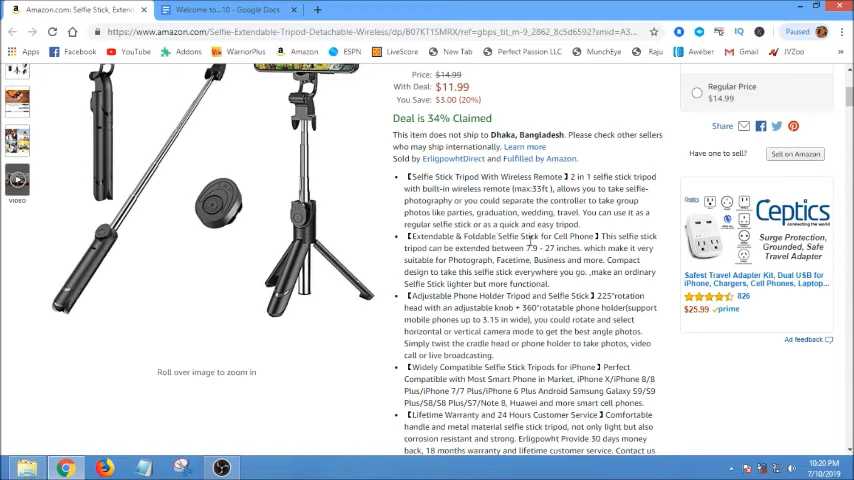 Amazon.com: Selfie Stick, Extend
Welcome to...10 - Google Docs
https://www.amazon.com/Selfie-Extendable-Tripod-Detachable-Wireless/dp/B07KT1SMRX/ref=gbps_tit_m-9_2862_8c5d6592?smid=A3...
Paused
Apps
Facebook
YouTube
Addons
WarriorPlus
Amazon
ESPN
LiveScore
New Tab
Perfect Passive LLC
MunchEye
Raju
Aweber
Gmail
JVZoo
VIDEO
Roll over image to zoom in
Price: $14.99
With Deal: $11.99
You Save: $3.00 (20%)
Deal is 34% Claimed
This item does not ship to Dhaka, Bangladesh. Please check other sellers
who may ship internationally. Learn more
Sold by ErligpowhtDirect and Fulfilled by Amazon.
【Selfie Stick Tripod With Wireless Remote】2 in 1 selfie stick tripod
with built-in wireless remote (max:33ft ), allows you to take selfie-
photography or you could separate the controller to take group
photos like parties, graduation, wedding, travel. You can use it as a
regular selfie stick or as a quick and easy tripod.
【Extendable & Foldable Selfie Stick for Cell Phone】This selfie stick
tripod can be extended between 7.9 - 27 inches. which make it very
suitable for Photograph, Facetime, Business and more. Compact
design to take this selfie stick everywhere you go. ,make an ordinary
Selfie Stick lighter but more functional.
【Adjustable Phone Holder Tripod and Selfie Stick】225°rotation
head with an adjustable knob + 360°rotatable phone holder(support
mobile phones up to 3.15 in wide), you could rotate and select
horizontal or vertical camera mode to get the best angle photos.
Simply twist the cradle head or phone holder to take photos, video
call or live broadcasting.
【Widely Compatible Selfie Stick Tripods for iPhone】Perfect
Compatible with Most Smart Phone in Market, iPhone X/iPhone 8/8
Plus/iPhone 7/7 Plus/iPhone 6 Plus Android Samsung Galaxy S9/S9
Plus/S8/S8 Plus/S7/Note 8, Huawei and more smart cell phones.
【Lifetime Warranty and 24 Hours Customer Service】Comfortable
handle and metal material selfie stick tripod, not only light but also
corrosion resistant and strong. Erligpowht Provide 30 days money
back, 18 months warranty and lifetime customer service. Contact us
Regular Price
$14.99
Share
Have one to sell?
Sell on Amazon
Ceptics
Surge Protection,
Grounded, Safe
Travel Adapter
Safest Travel Adapter Kit, Dual USB for
iPhone, Chargers, Cell Phones, Laptop...
826
$25.99 prime
Ad feedback
10:20 PM
7/10/2019